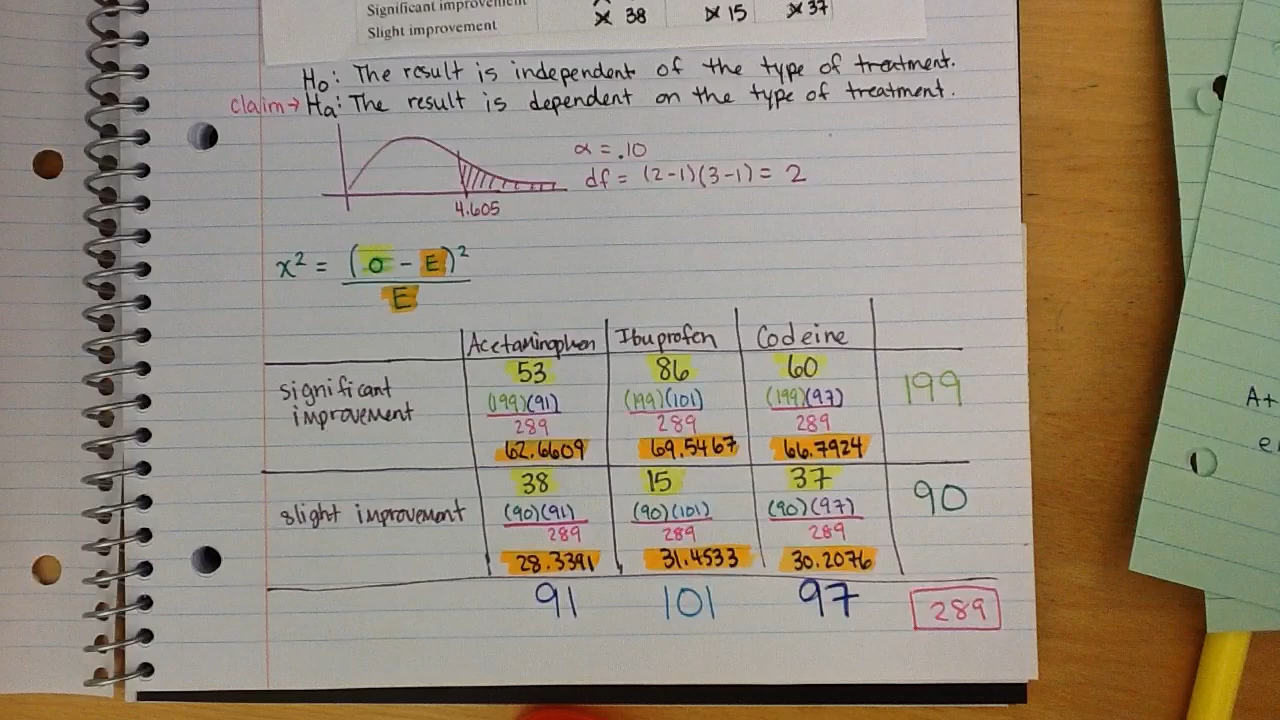 Significant improvement
Slight improvement
x 38 x 15 x 37
Ho: The result is independent of the type of treatment.
claim→ Ha: The result is dependent on the type of treatment.
α = .10
df = (2-1)(3-1) = 2
4.605
x² = (O - E)²
E
Acetaminophen Ibuprofen Codeine
significant improvement
53 86 60
(199)(91) (199)(101) (199)(97)
289 289 289
62.6609 69.5467 66.7924
199
slight improvement
38 15 37
(90)(91) (90)(101) (90)(97)
289 289 289
28.3391 31.4533 30.2076
90
91 101 97 289
A+